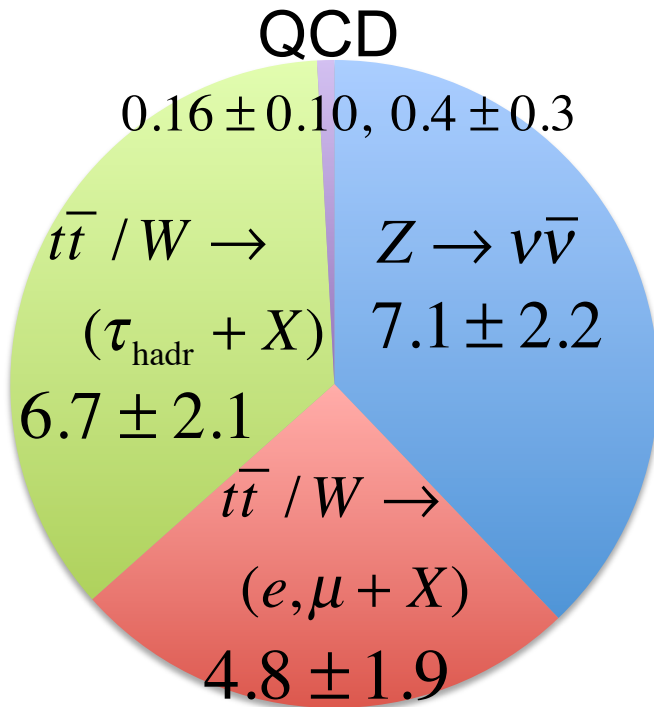 QCD
0.16 ± 0.10, 0.4 ± 0.3
tt̅ / W →
(τ_hadr + X)
6.7 ± 2.1
Z → νν̅
7.1 ± 2.2
tt̅ / W →
(e,μ + X)
4.8 ± 1.9